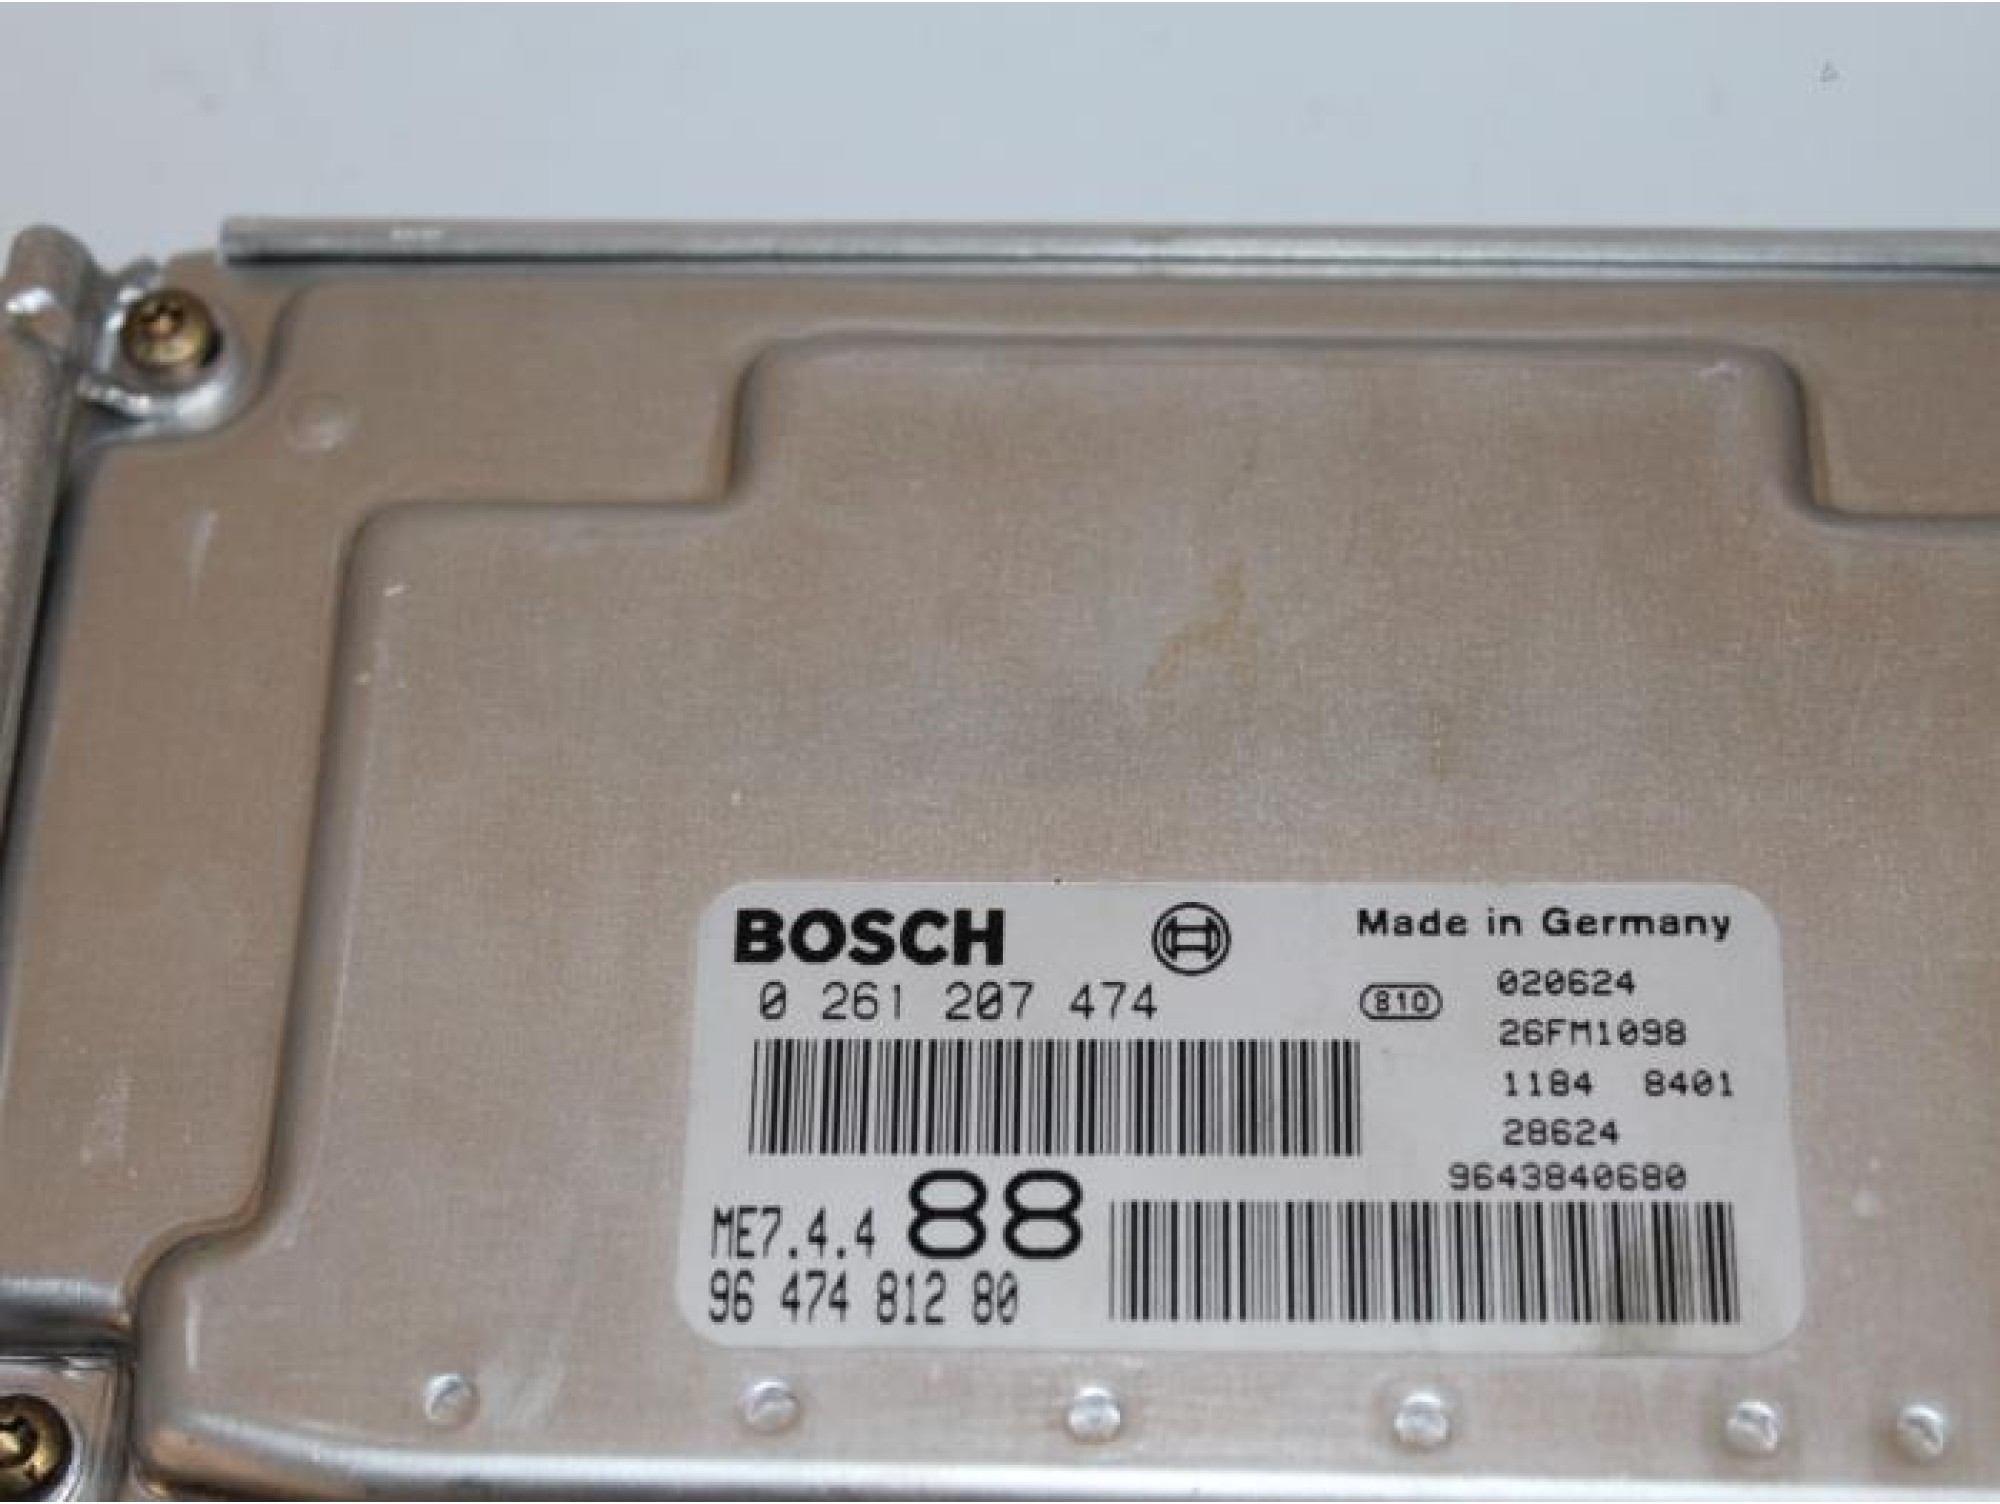 BOSCH
Made in Germany
0 261 207 474
810
020624
26FM1098
1184 8401
28624
9643840680
ME7.4.4 88
96 474 812 80